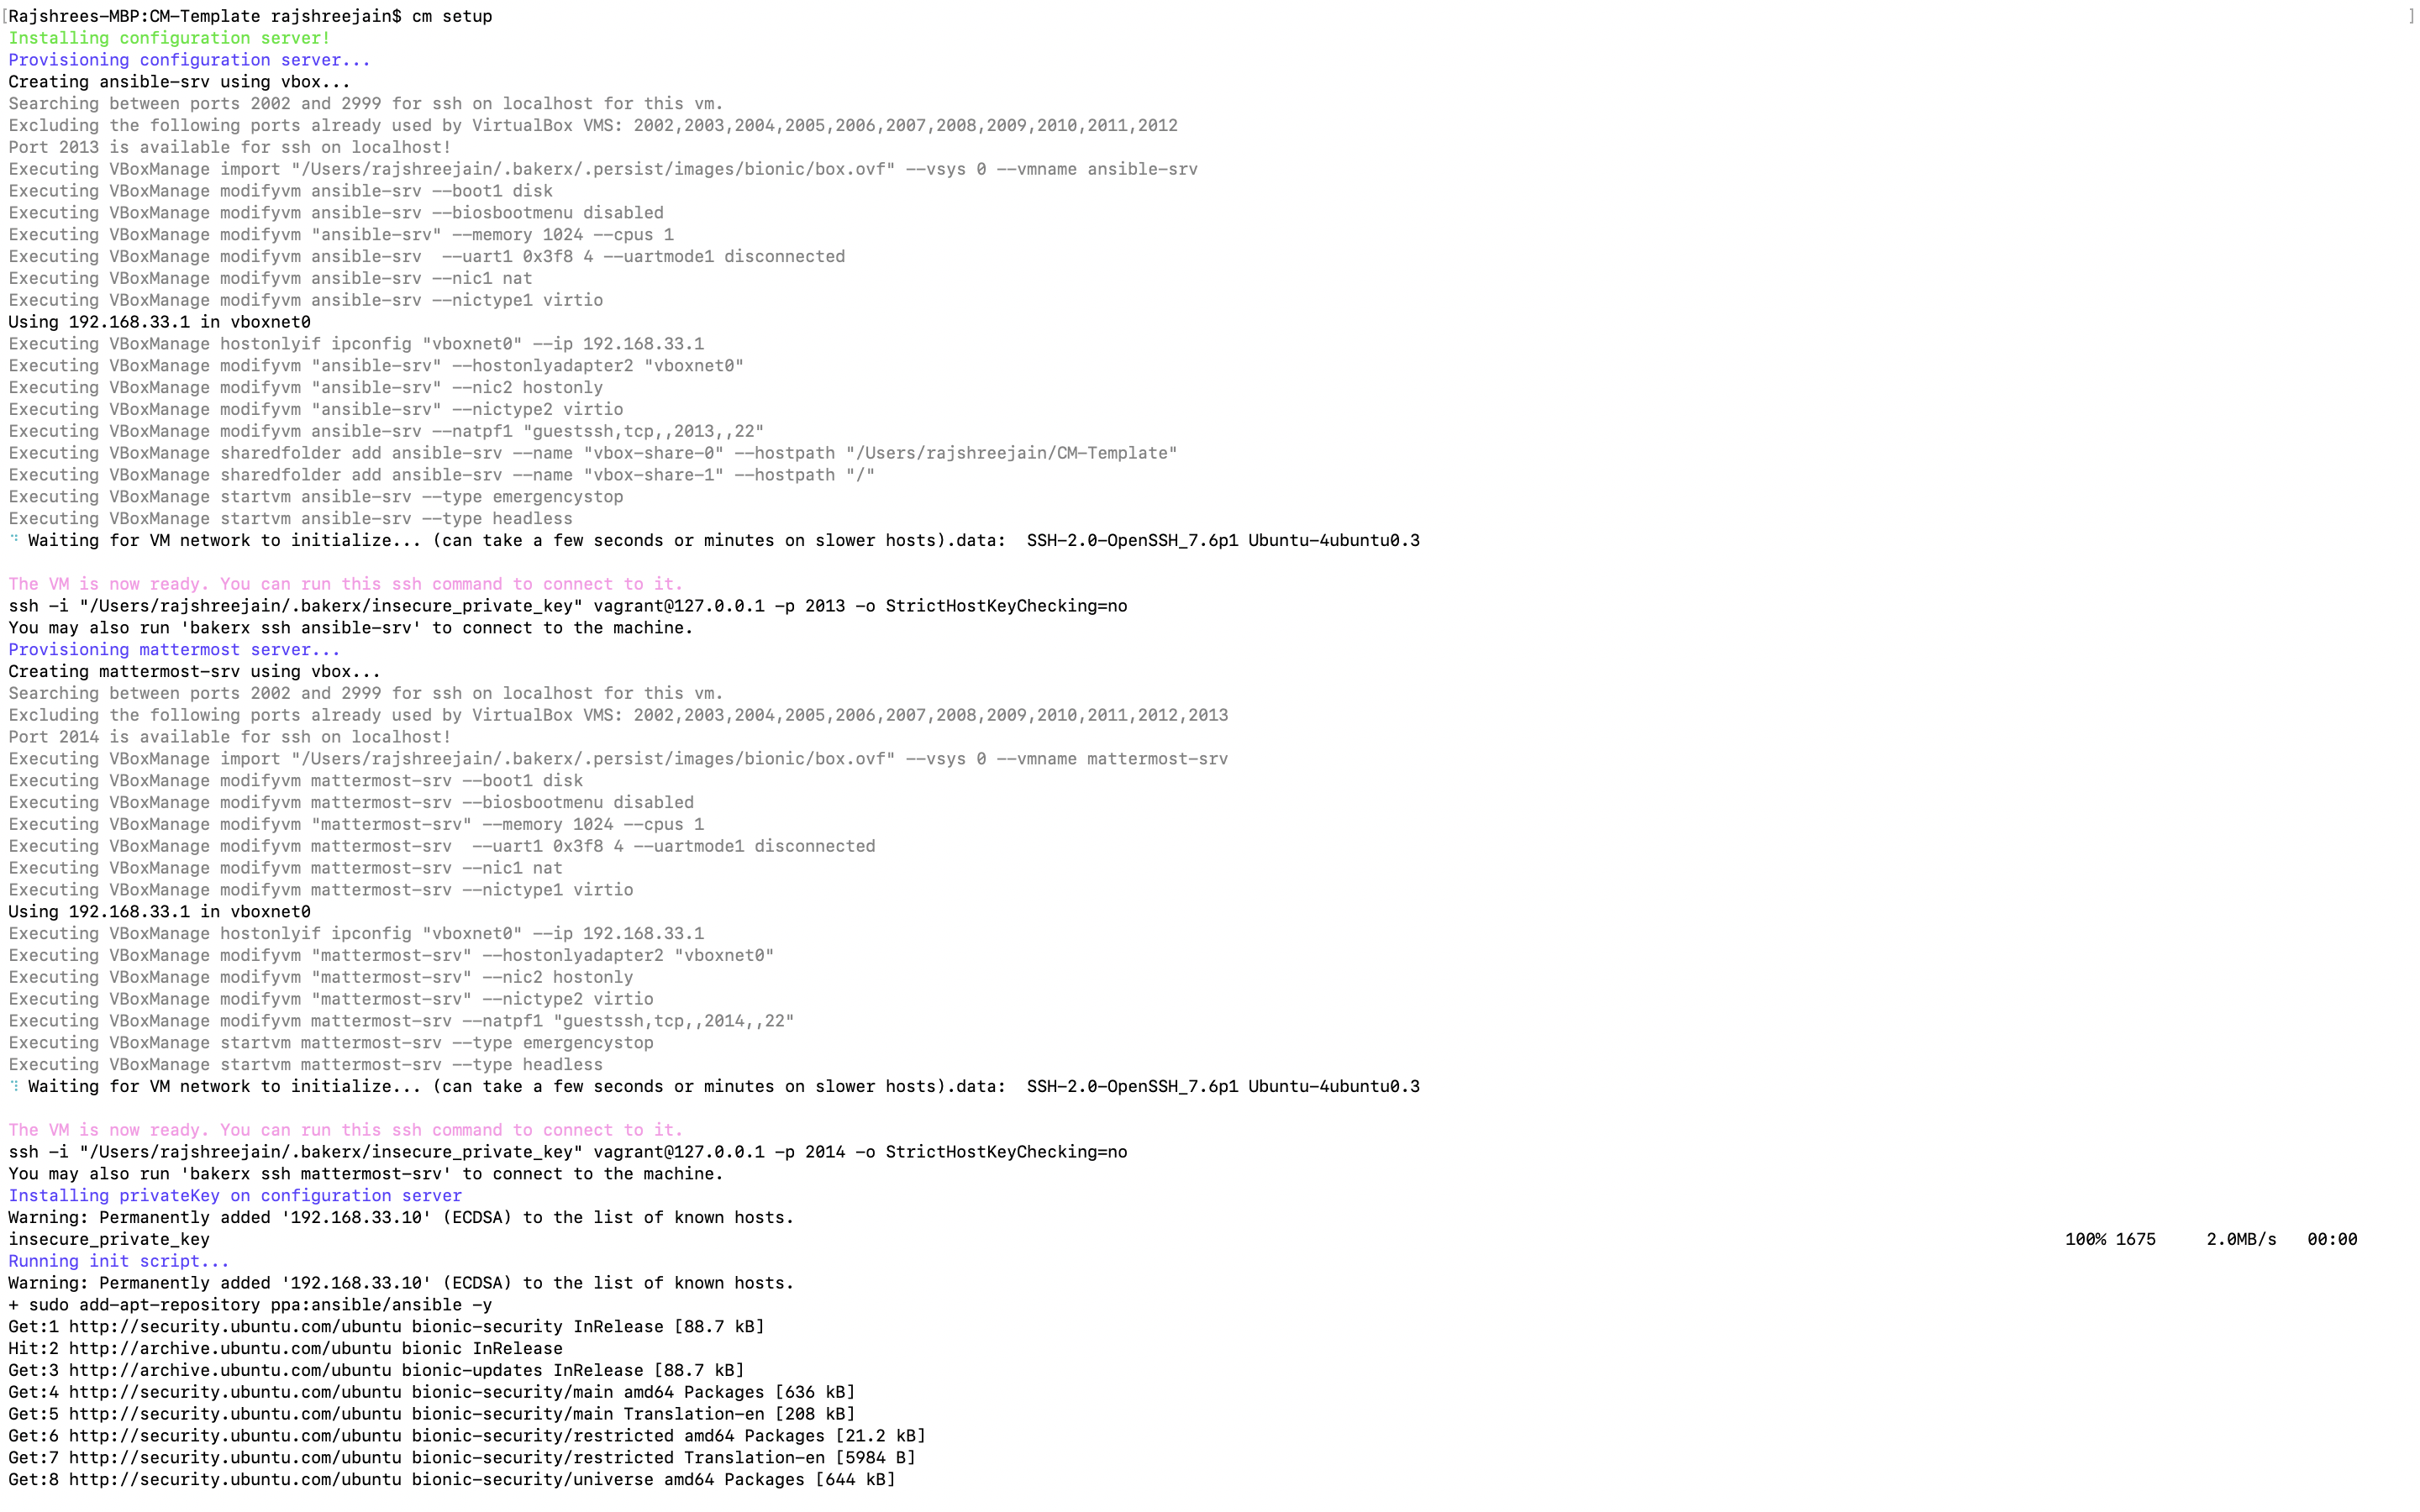 [Rajshrees-MBP:CM-Template rajshreejain$ cm setup ]
Installing configuration server!
Provisioning configuration server...
Creating ansible-srv using vbox...
Searching between ports 2002 and 2999 for ssh on localhost for this vm.
Excluding the following ports already used by VirtualBox VMS: 2002,2003,2004,2005,2006,2007,2008,2009,2010,2011,2012
Port 2013 is available for ssh on localhost!
Executing VBoxManage import "/Users/rajshreejain/.bakerx/.persist/images/bionic/box.ovf" --vsys 0 --vmname ansible-srv
Executing VBoxManage modifyvm ansible-srv --boot1 disk
Executing VBoxManage modifyvm ansible-srv --biosbootmenu disabled
Executing VBoxManage modifyvm "ansible-srv" --memory 1024 --cpus 1
Executing VBoxManage modifyvm ansible-srv  --uart1 0x3f8 4 --uartmode1 disconnected
Executing VBoxManage modifyvm ansible-srv --nic1 nat
Executing VBoxManage modifyvm ansible-srv --nictype1 virtio
Using 192.168.33.1 in vboxnet0
Executing VBoxManage hostonlyif ipconfig "vboxnet0" --ip 192.168.33.1
Executing VBoxManage modifyvm "ansible-srv" --hostonlyadapter2 "vboxnet0"
Executing VBoxManage modifyvm "ansible-srv" --nic2 hostonly
Executing VBoxManage modifyvm "ansible-srv" --nictype2 virtio
Executing VBoxManage modifyvm ansible-srv --natpf1 "guestssh,tcp,,2013,,22"
Executing VBoxManage sharedfolder add ansible-srv --name "vbox-share-0" --hostpath "/Users/rajshreejain/CM-Template"
Executing VBoxManage sharedfolder add ansible-srv --name "vbox-share-1" --hostpath "/"
Executing VBoxManage startvm ansible-srv --type emergencystop
Executing VBoxManage startvm ansible-srv --type headless
Waiting for VM network to initialize... (can take a few seconds or minutes on slower hosts).data:  SSH-2.0-OpenSSH_7.6p1 Ubuntu-4ubuntu0.3
The VM is now ready. You can run this ssh command to connect to it.
ssh -i "/Users/rajshreejain/.bakerx/insecure_private_key" vagrant@127.0.0.1 -p 2013 -o StrictHostKeyChecking=no
You may also run 'bakerx ssh ansible-srv' to connect to the machine.
Provisioning mattermost server...
Creating mattermost-srv using vbox...
Searching between ports 2002 and 2999 for ssh on localhost for this vm.
Excluding the following ports already used by VirtualBox VMS: 2002,2003,2004,2005,2006,2007,2008,2009,2010,2011,2012,2013
Port 2014 is available for ssh on localhost!
Executing VBoxManage import "/Users/rajshreejain/.bakerx/.persist/images/bionic/box.ovf" --vsys 0 --vmname mattermost-srv
Executing VBoxManage modifyvm mattermost-srv --boot1 disk
Executing VBoxManage modifyvm mattermost-srv --biosbootmenu disabled
Executing VBoxManage modifyvm "mattermost-srv" --memory 1024 --cpus 1
Executing VBoxManage modifyvm mattermost-srv  --uart1 0x3f8 4 --uartmode1 disconnected
Executing VBoxManage modifyvm mattermost-srv --nic1 nat
Executing VBoxManage modifyvm mattermost-srv --nictype1 virtio
Using 192.168.33.1 in vboxnet0
Executing VBoxManage hostonlyif ipconfig "vboxnet0" --ip 192.168.33.1
Executing VBoxManage modifyvm "mattermost-srv" --hostonlyadapter2 "vboxnet0"
Executing VBoxManage modifyvm "mattermost-srv" --nic2 hostonly
Executing VBoxManage modifyvm "mattermost-srv" --nictype2 virtio
Executing VBoxManage modifyvm mattermost-srv --natpf1 "guestssh,tcp,,2014,,22"
Executing VBoxManage startvm mattermost-srv --type emergencystop
Executing VBoxManage startvm mattermost-srv --type headless
Waiting for VM network to initialize... (can take a few seconds or minutes on slower hosts).data:  SSH-2.0-OpenSSH_7.6p1 Ubuntu-4ubuntu0.3
The VM is now ready. You can run this ssh command to connect to it.
ssh -i "/Users/rajshreejain/.bakerx/insecure_private_key" vagrant@127.0.0.1 -p 2014 -o StrictHostKeyChecking=no
You may also run 'bakerx ssh mattermost-srv' to connect to the machine.
Installing privateKey on configuration server
Warning: Permanently added '192.168.33.10' (ECDSA) to the list of known hosts.
insecure_private_key 100% 1675 2.0MB/s 00:00
Running init script...
Warning: Permanently added '192.168.33.10' (ECDSA) to the list of known hosts.
+ sudo add-apt-repository ppa:ansible/ansible -y
Get:1 http://security.ubuntu.com/ubuntu bionic-security InRelease [88.7 kB]
Hit:2 http://archive.ubuntu.com/ubuntu bionic InRelease
Get:3 http://archive.ubuntu.com/ubuntu bionic-updates InRelease [88.7 kB]
Get:4 http://security.ubuntu.com/ubuntu bionic-security/main amd64 Packages [636 kB]
Get:5 http://security.ubuntu.com/ubuntu bionic-security/main Translation-en [208 kB]
Get:6 http://security.ubuntu.com/ubuntu bionic-security/restricted amd64 Packages [21.2 kB]
Get:7 http://security.ubuntu.com/ubuntu bionic-security/restricted Translation-en [5984 B]
Get:8 http://security.ubuntu.com/ubuntu bionic-security/universe amd64 Packages [644 kB]